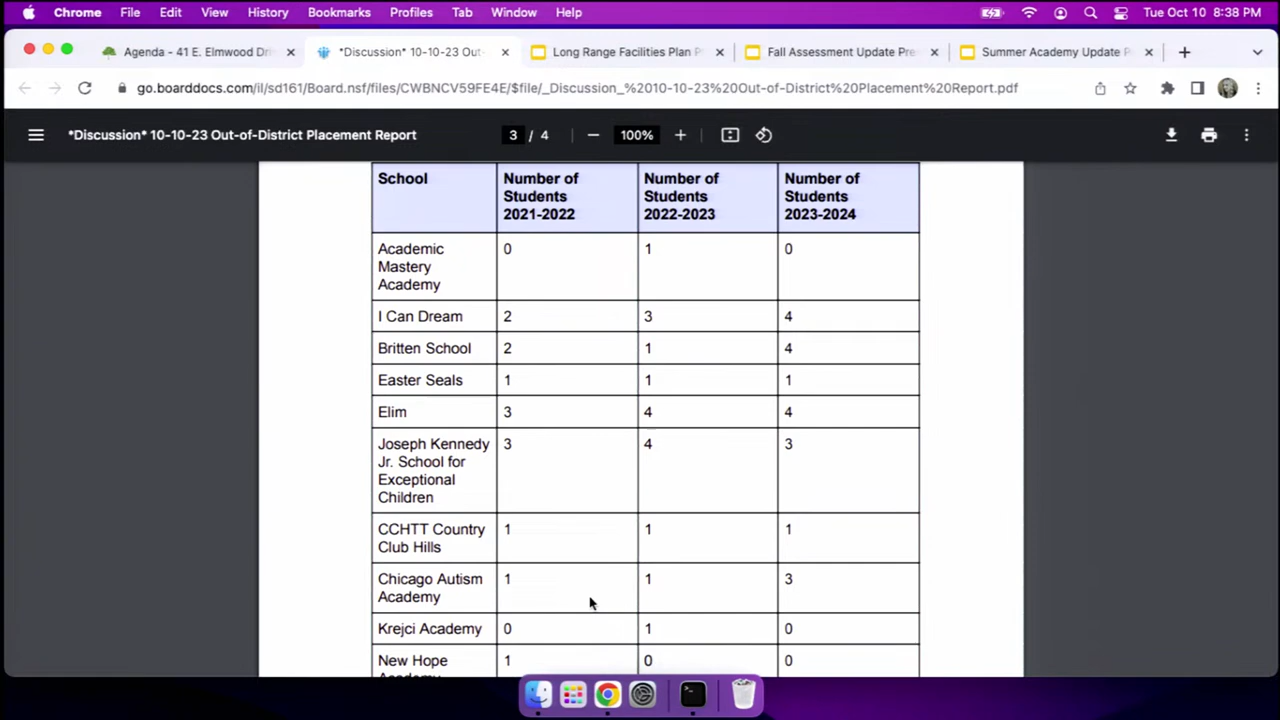 Chrome File Edit View History Bookmarks Profiles Tab Window Help Tue Oct 10 8:38 PM
Agenda - 41 E. Elmwood Dri *Discussion* 10-10-23 Out- Long Range Facilities Plan P Fall Assessment Update Pre Summer Academy Update P
go.boarddocs.com/il/sd161/Board.nsf/files/CWBNCV59FE4E/$file/_Discussion_%2010-10-23%20Out-of-District%20Placement%20Report.pdf
*Discussion* 10-10-23 Out-of-District Placement Report 3 / 4 100%
School Number of Number of Number of
Students Students Students
2021-2022 2022-2023 2023-2024
Academic 0 1 0
Mastery
Academy
I Can Dream 2 3 4
Britten School 2 1 4
Easter Seals 1 1 1
Elim 3 4 4
Joseph Kennedy 3 4 3
Jr. School for
Exceptional
Children
CCHTT Country 1 1 1
Club Hills
Chicago Autism 1 1 3
Academy
Krejci Academy 0 1 0
New Hope 1 0 0
Academy